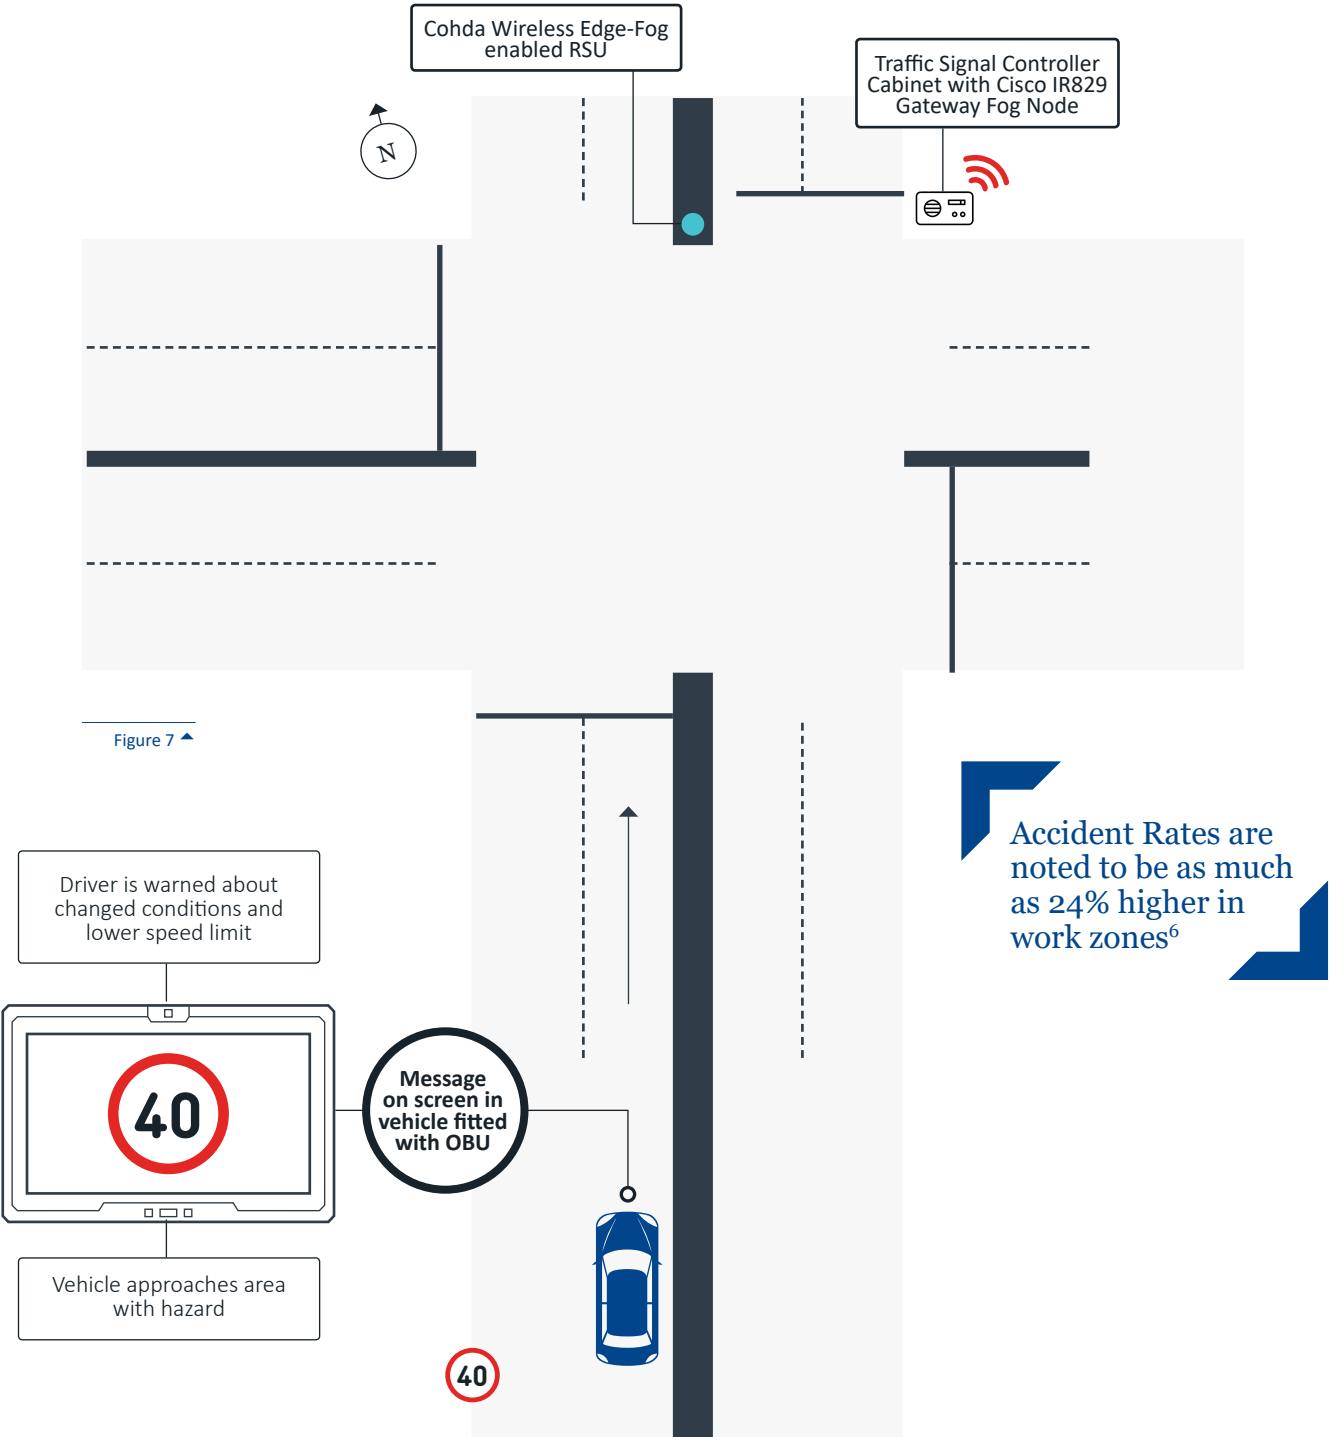 Cohda Wireless Edge-Fog
enabled RSU
Traffic Signal Controller
Cabinet with Cisco IR829
Gateway Fog Node
N
Figure 7
Accident Rates are
noted to be as much
as 24% higher in
work zones⁶
Driver is warned about
changed conditions and
lower speed limit
40
Message
on screen in
vehicle fitted
with OBU
Vehicle approaches area
with hazard
40